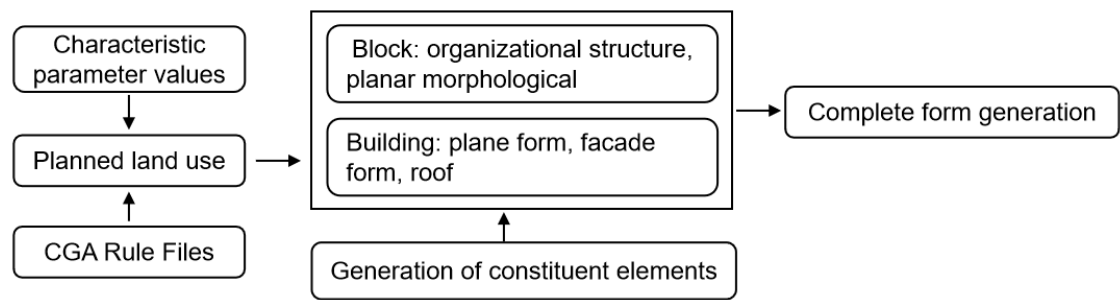 Characteristic
parameter values
Planned land use
CGA Rule Files
Block: organizational structure,
planar morphological
Building: plane form, facade
form, roof
Generation of constituent elements
Complete form generation